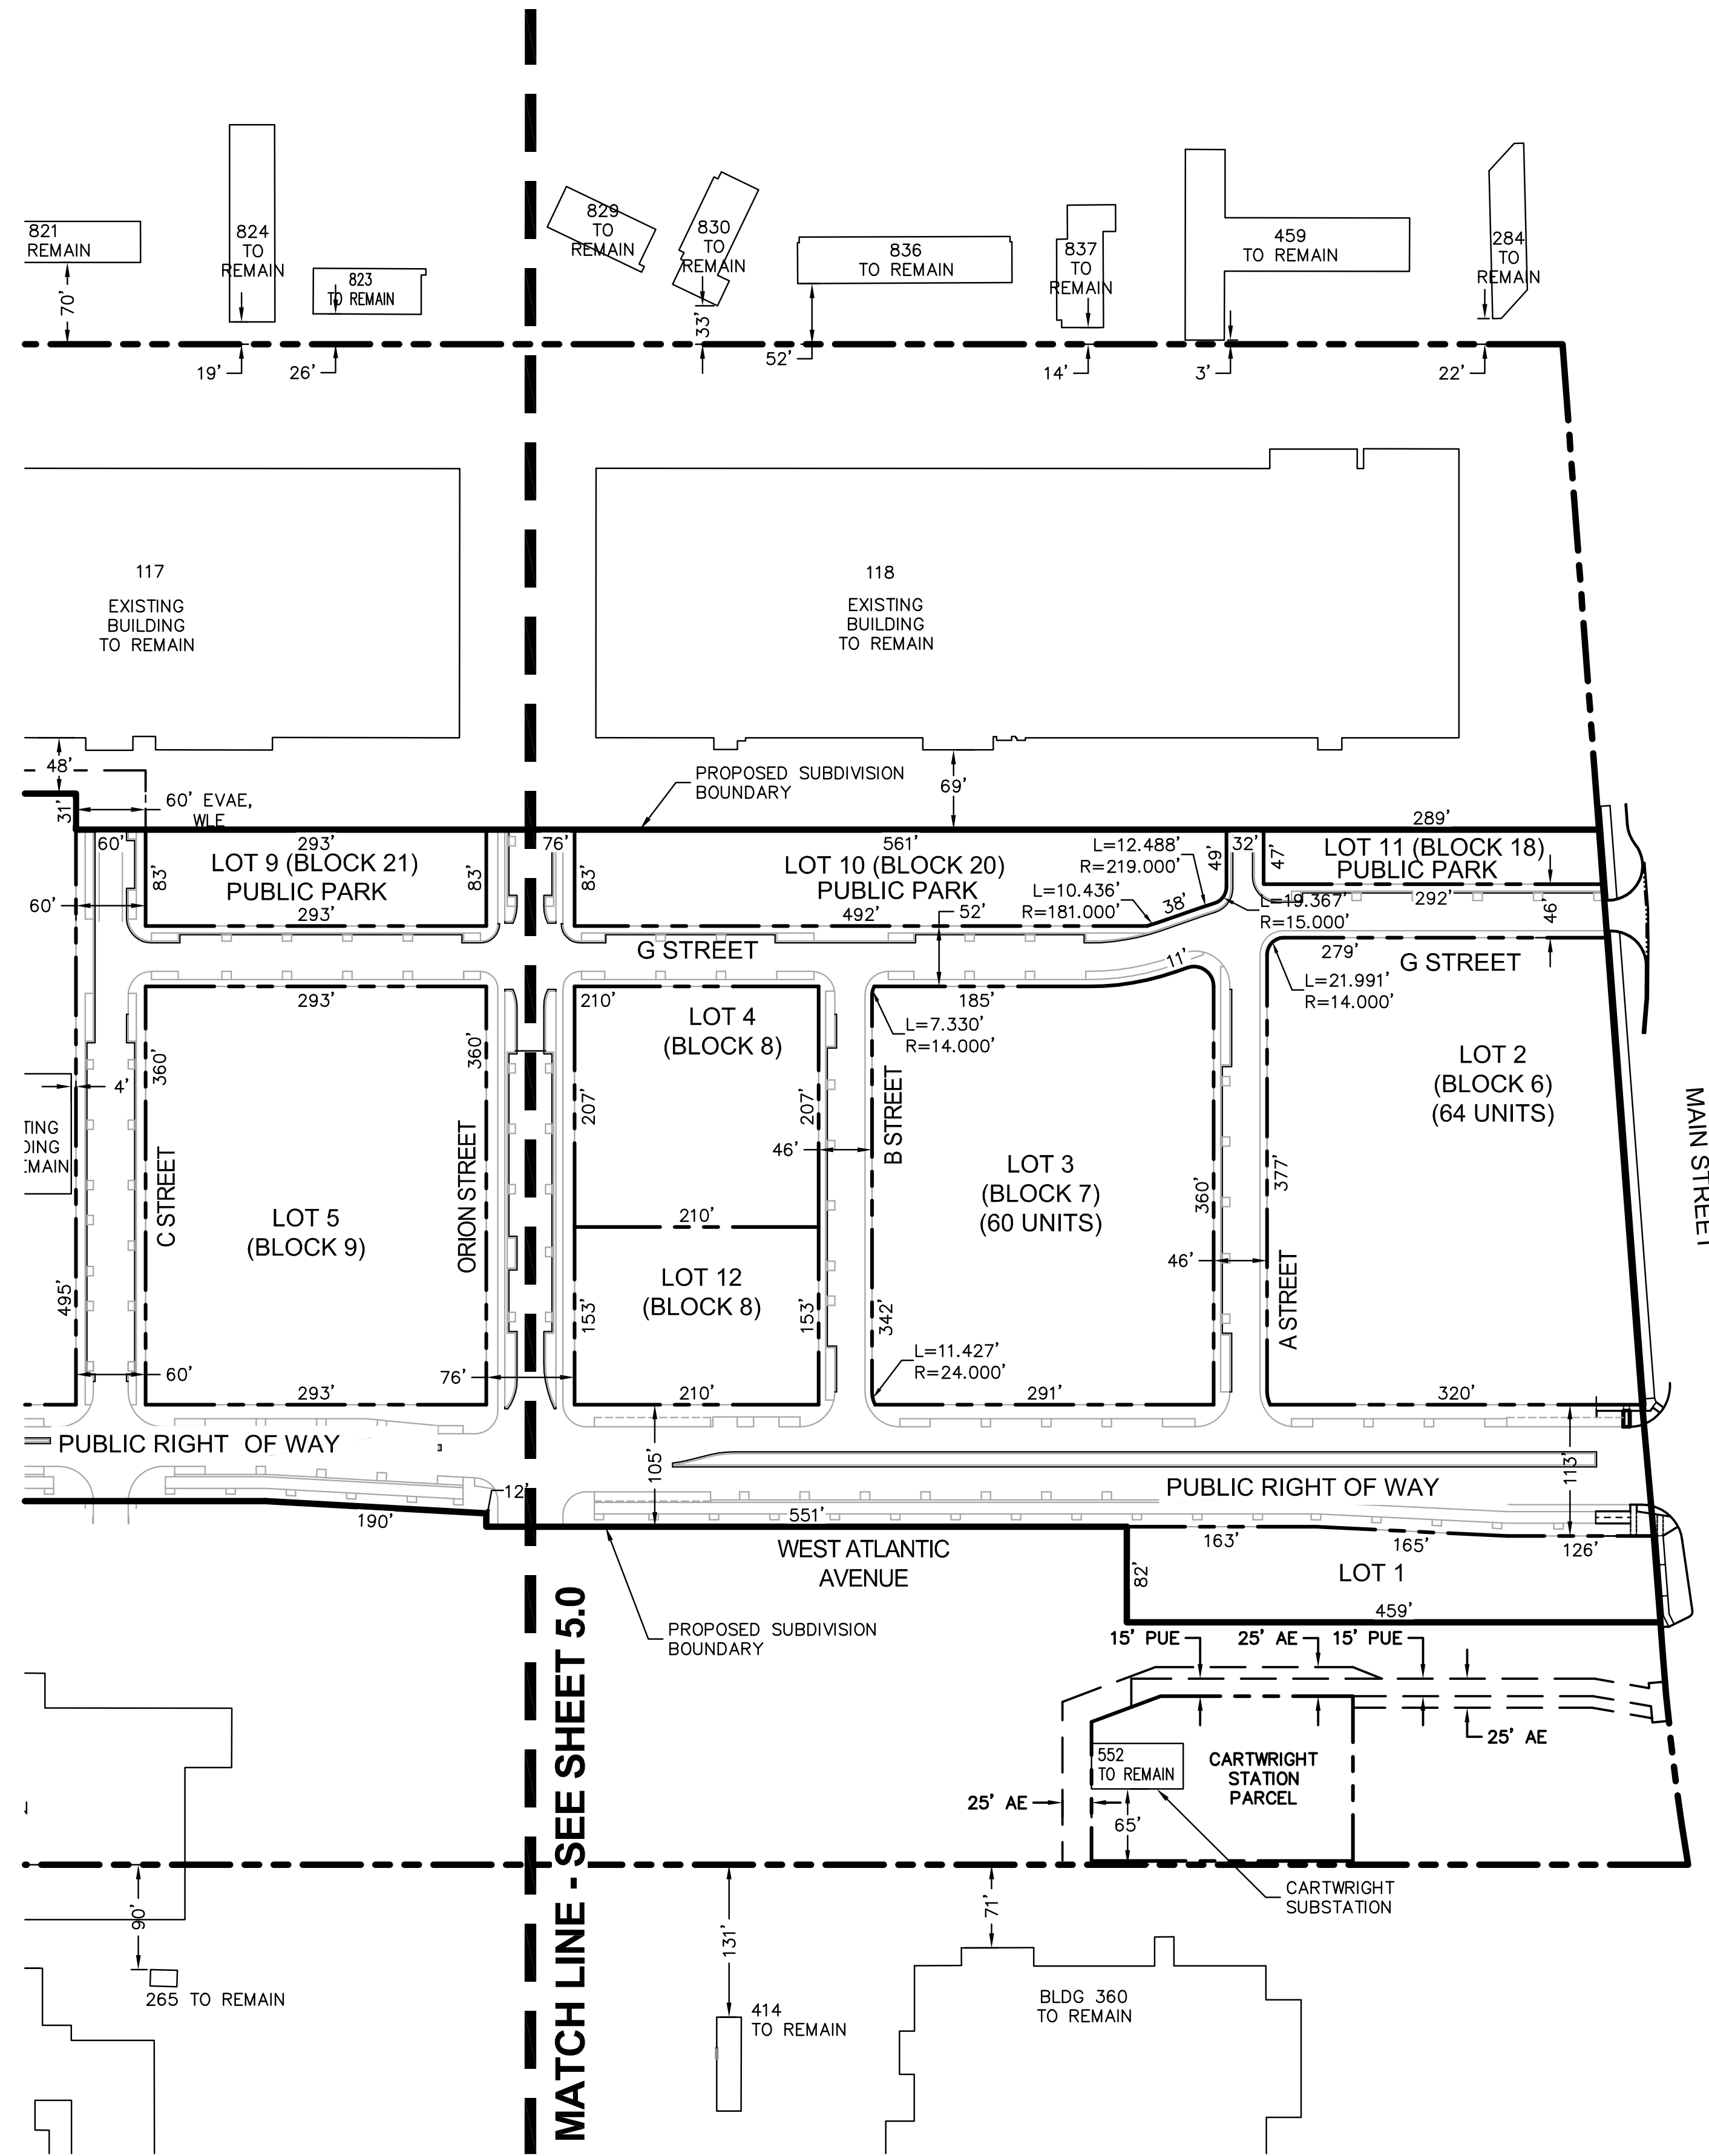 821
REMAIN
70'
824
TO
REMAIN
19'
823
TO REMAIN
26'
829
TO
REMAIN
830
TO
REMAIN
33'
836
TO REMAIN
52'
837
TO
REMAIN
14'
459
TO REMAIN
3'
284
TO
REMAIN
22'
117
EXISTING
BUILDING
TO REMAIN
118
EXISTING
BUILDING
TO REMAIN
48'
31'
60' EVAE,
WLE
PROPOSED SUBDIVISION
BOUNDARY
69'
289'
60'
293'
LOT 9 (BLOCK 21)
PUBLIC PARK
83'
83'
293'
60'
76'
561'
LOT 10 (BLOCK 20)
PUBLIC PARK
83'
492'
52'
L=12.488'
R=219.000'
L=10.436'
R=181.000'
38'
49'
32'
47'
LOT 11 (BLOCK 18)
PUBLIC PARK
L=19.367'
R=15.000'
292'
46'
G STREET
11'
279'
G STREET
L=21.991
R=14.000'
293'
210'
185'
L=7.330'
R=14.000'
LOT 4
(BLOCK 8)
LOT 2
(BLOCK 6)
(64 UNITS)
MAIN STREET
4'
360'
360'
TING
REMAIN
C STREET
LOT 5
(BLOCK 9)
ORION STREET
207'
207'
46'
B STREET
LOT 3
(BLOCK 7)
(60 UNITS)
360'
377'
46'
A STREET
210'
LOT 12
(BLOCK 8)
153'
153'
342'
L=11.427'
R=24.000'
495'
60'
293'
76'
210'
291'
320'
PUBLIC RIGHT OF WAY
105'
PUBLIC RIGHT OF WAY
113'
12'
190'
551'
WEST ATLANTIC
AVENUE
163'
165'
126'
LOT 1
82'
459'
PROPOSED SUBDIVISION
BOUNDARY
MATCH LINE - SEE SHEET 5.0
15' PUE
25' AE
15' PUE
25' AE
552
TO REMAIN
CARTWRIGHT
STATION
PARCEL
25' AE
65'
CARTWRIGHT
SUBSTATION
90'
265 TO REMAIN
131'
414
TO REMAIN
71'
BLDG 360
TO REMAIN